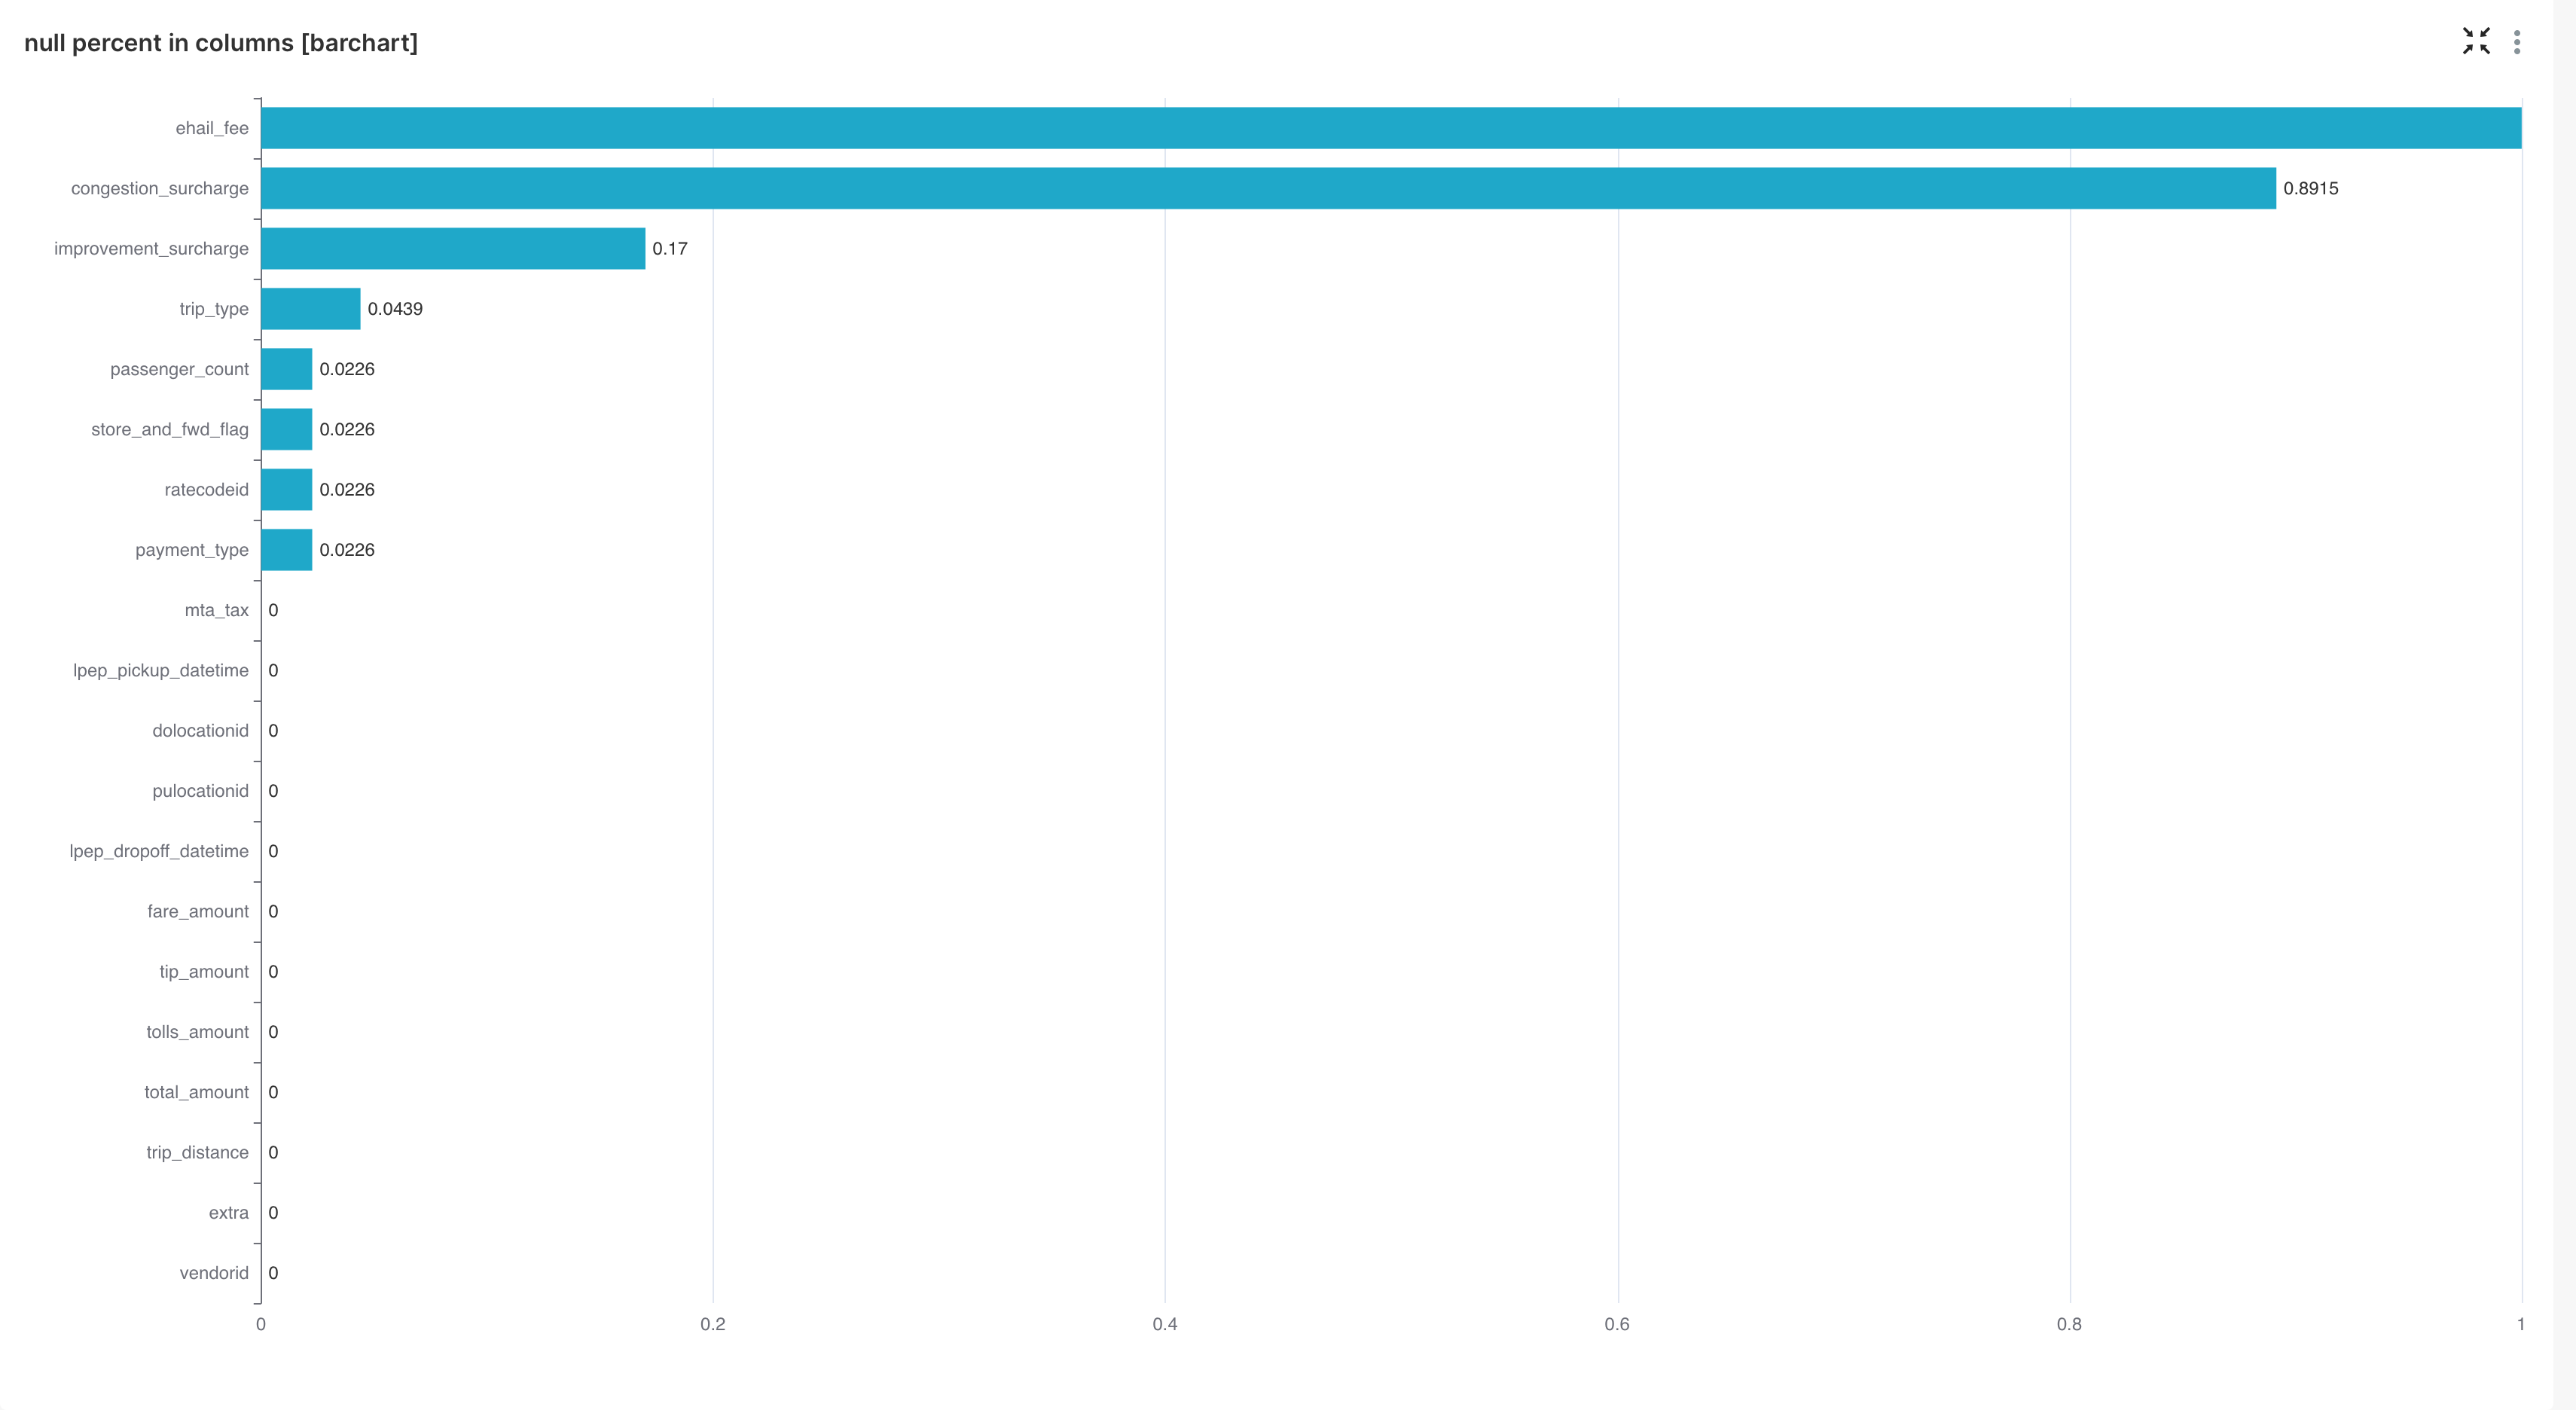 null percent in columns [barchart]
ehail_fee
congestion_surcharge 0.8915
improvement_surcharge 0.17
trip_type 0.0439
passenger_count 0.0226
store_and_fwd_flag 0.0226
ratecodeid 0.0226
payment_type 0.0226
mta_tax 0
lpep_pickup_datetime 0
dolocationid 0
pulocationid 0
lpep_dropoff_datetime 0
fare_amount 0
tip_amount 0
tolls_amount 0
total_amount 0
trip_distance 0
extra 0
vendorid 0
0 0.2 0.4 0.6 0.8 1